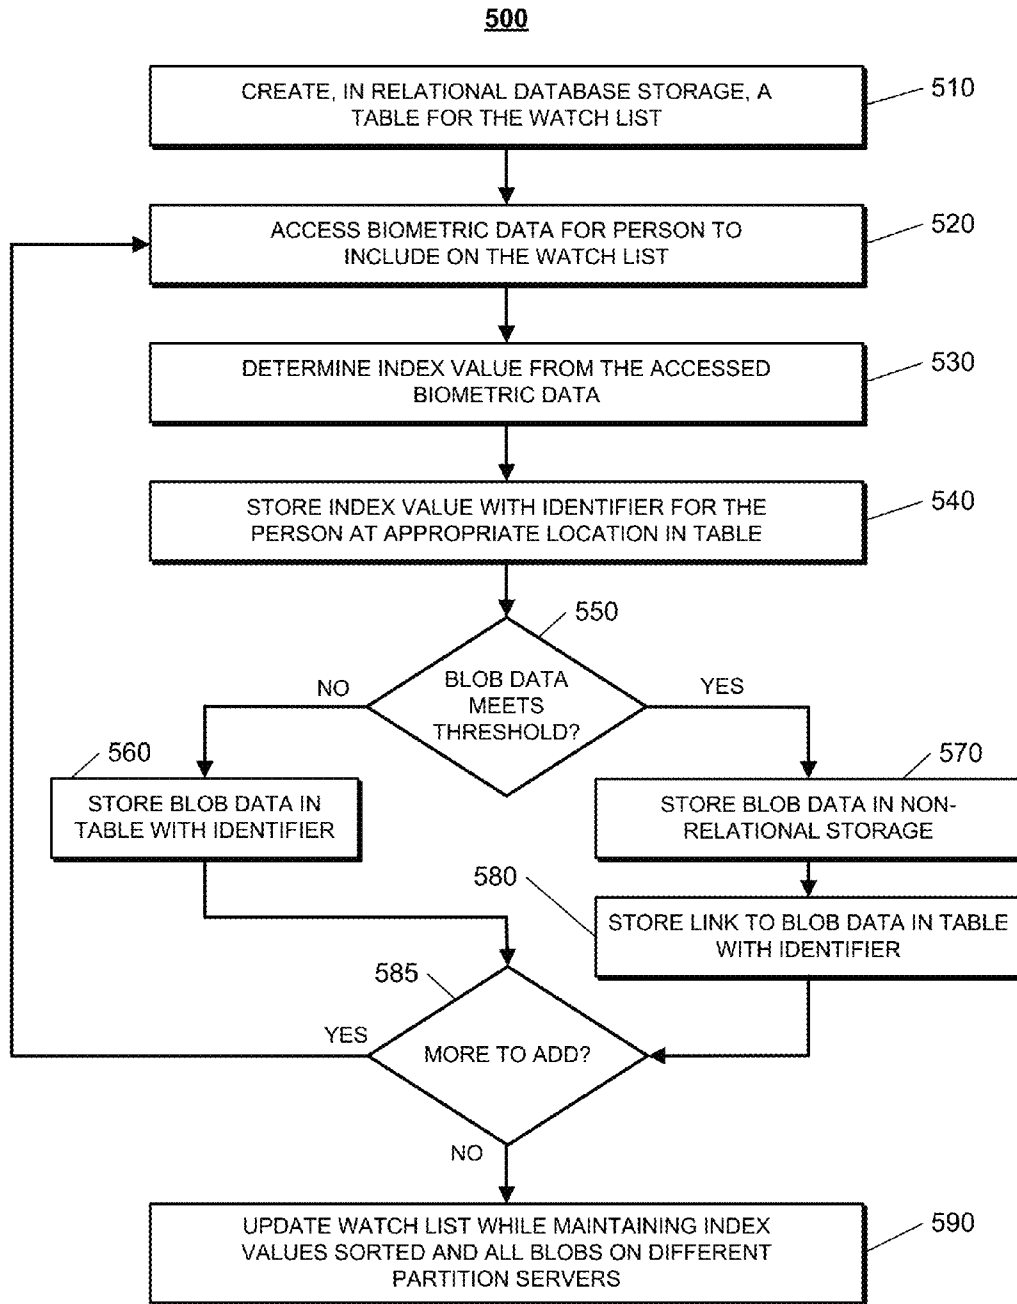 500
CREATE, IN RELATIONAL DATABASE STORAGE, A
TABLE FOR THE WATCH LIST
510
ACCESS BIOMETRIC DATA FOR PERSON TO
INCLUDE ON THE WATCH LIST
520
DETERMINE INDEX VALUE FROM THE ACCESSED
BIOMETRIC DATA
530
STORE INDEX VALUE WITH IDENTIFIER FOR THE
PERSON AT APPROPRIATE LOCATION IN TABLE
540
550
BLOB DATA
MEETS
THRESHOLD?
NO
YES
560
STORE BLOB DATA IN
TABLE WITH IDENTIFIER
570
STORE BLOB DATA IN NON-
RELATIONAL STORAGE
580
STORE LINK TO BLOB DATA IN TABLE
WITH IDENTIFIER
585
MORE TO ADD?
YES
NO
UPDATE WATCH LIST WHILE MAINTAINING INDEX
VALUES SORTED AND ALL BLOBS ON DIFFERENT
PARTITION SERVERS
590